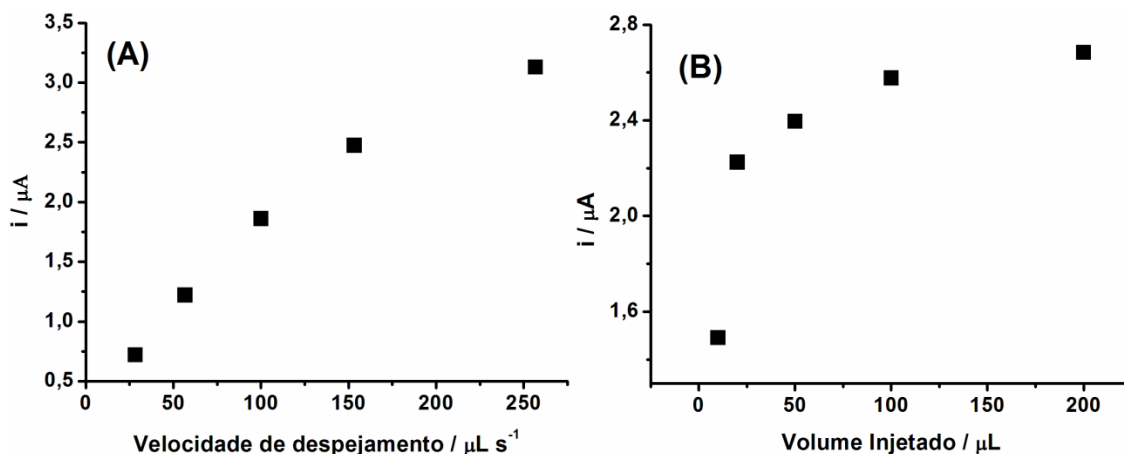 (A)
3,5
3,0
2,5
2,0
1,5
1,0
0,5
i / μA
0 50 100 150 200 250
Velocidade de despejamento / μL s⁻¹
(B)
2,8
2,4
2,0
1,6
i / μA
0 50 100 150 200
Volume Injetado / μL